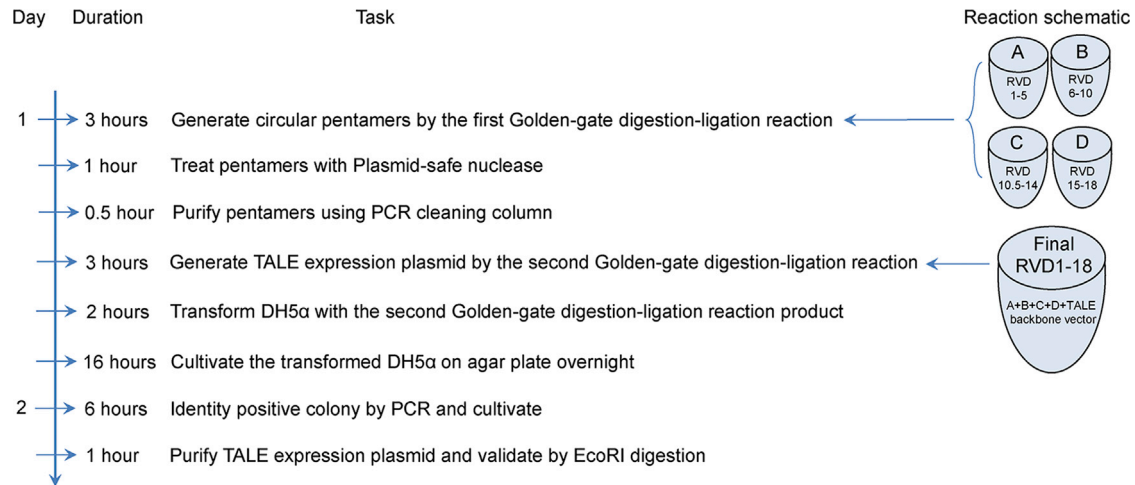 Day Duration Task Reaction schematic
A
RVD
1-5
B
RVD
6-10
1 3 hours Generate circular pentamers by the first Golden-gate digestion-ligation reaction
C
RVD
10.5-14
D
RVD
15-18
1 hour Treat pentamers with Plasmid-safe nuclease
0.5 hour Purify pentamers using PCR cleaning column
3 hours Generate TALE expression plasmid by the second Golden-gate digestion-ligation reaction
Final
RVD1-18
A+B+C+D+TALE
backbone vector
2 hours Transform DH5α with the second Golden-gate digestion-ligation reaction product
16 hours Cultivate the transformed DH5α on agar plate overnight
2 6 hours Identity positive colony by PCR and cultivate
1 hour Purify TALE expression plasmid and validate by EcoRI digestion